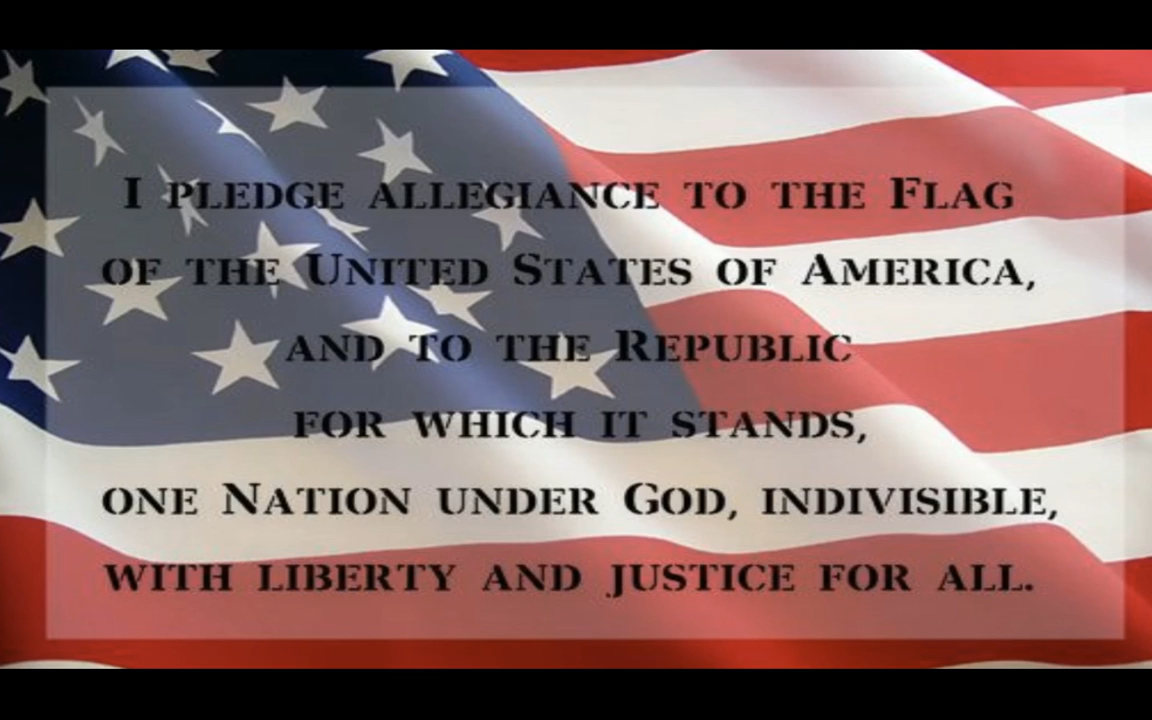 I PLEDGE ALLEGIANCE TO THE FLAG
OF THE UNITED STATES OF AMERICA,
AND TO THE REPUBLIC
FOR WHICH IT STANDS,
ONE NATION UNDER GOD, INDIVISIBLE,
WITH LIBERTY AND JUSTICE FOR ALL.